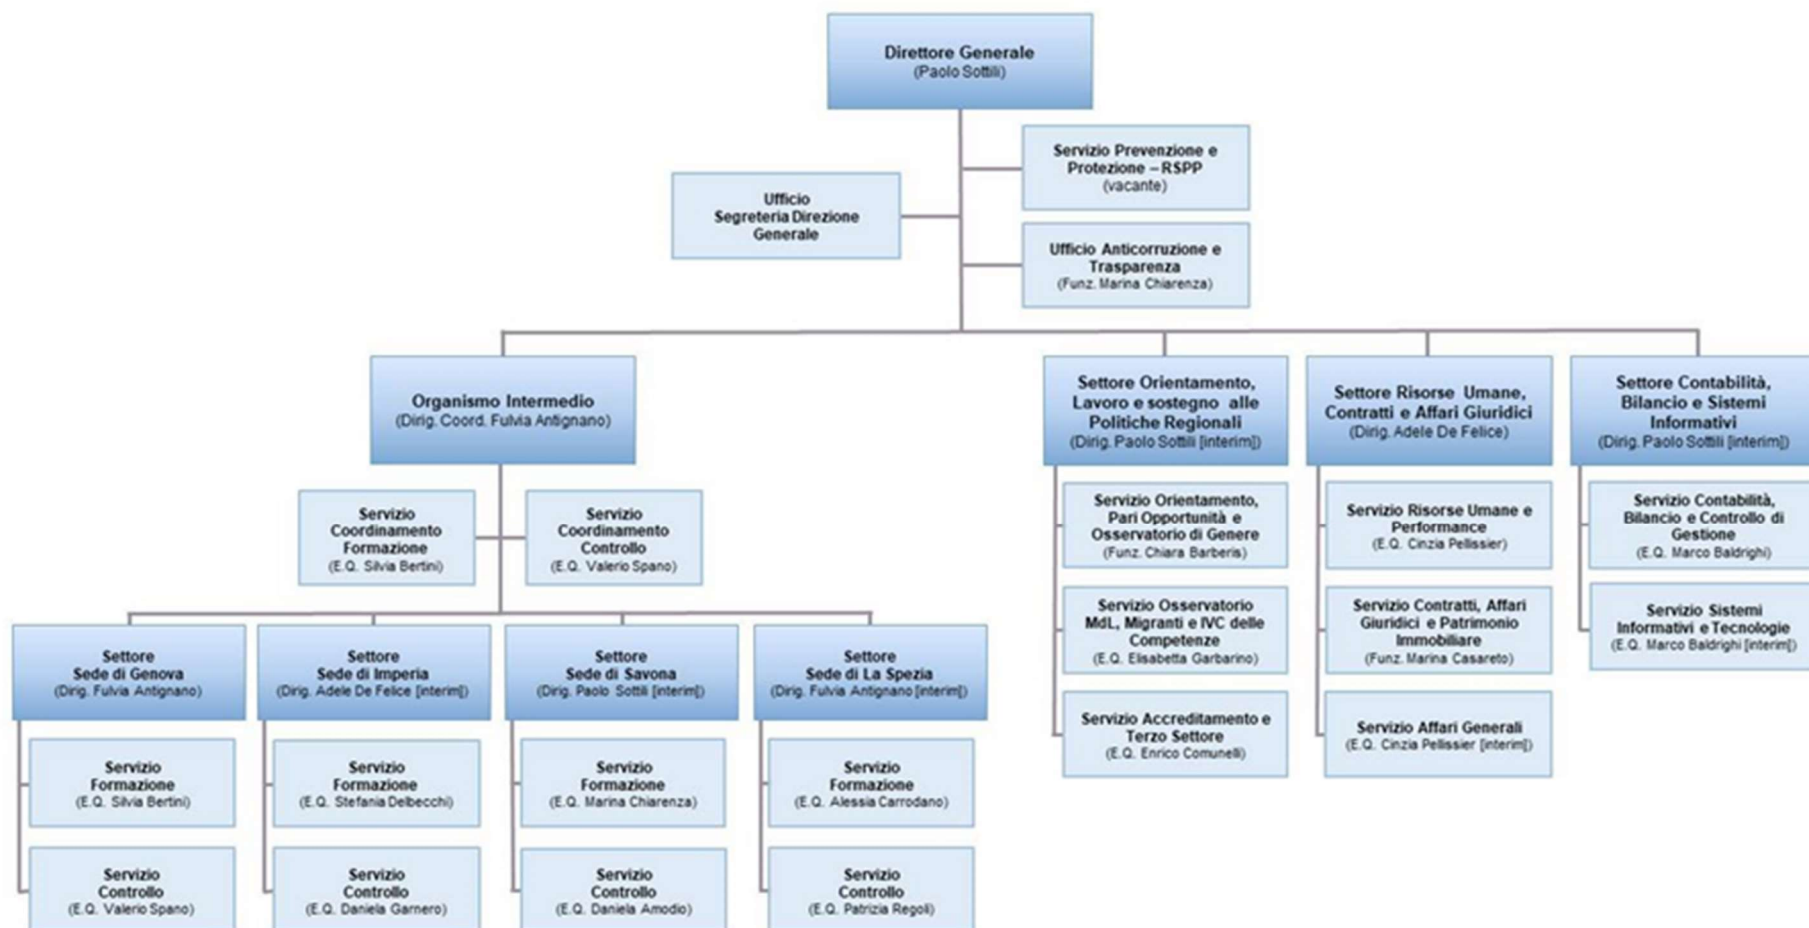 Direttore Generale
(Paolo Sottili)
Servizio Prevenzione e
Protezione – RSPP
(vacante)
Ufficio
Segreteria Direzione
Generale
Ufficio Anticorruzione e
Trasparenza
(Funz. Marina Chiarenza)
Organismo Intermedio
(Dirig. Coord. Fulvia Antignano)
Settore Orientamento,
Lavoro e sostegno alle
Politiche Regionali
(Dirig. Paolo Sottili [interim])
Settore Risorse Umane,
Contratti e Affari Giuridici
(Dirig. Adele De Felice)
Settore Contabilità,
Bilancio e Sistemi
Informativi
(Dirig. Paolo Sottili [interim])
Servizio
Coordinamento
Formazione
(E.Q. Silvia Bertini)
Servizio
Coordinamento
Controllo
(E.Q. Valerio Spano)
Servizio Orientamento,
Pari Opportunità e
Osservatorio di Genere
(Funz. Chiara Barberis)
Servizio Risorse Umane e
Performance
(E.Q. Cinzia Pellissier)
Servizio Contabilità,
Bilancio e Controllo di
Gestione
(E.Q. Marco Baldrighi)
Servizio Osservatorio
MdL, Migranti e IVC delle
Competenze
(E.Q. Elisabetta Garbarino)
Servizio Contratti, Affari
Giuridici e Patrimonio
Immobiliare
(Funz. Marina Casareto)
Servizio Sistemi
Informativi e Tecnologie
(E.Q. Marco Baldrighi [interim])
Servizio Accreditamento e
Terzo Settore
(E.Q. Enrico Comunelli)
Servizio Affari Generali
(E.Q. Cinzia Pellissier [interim])
Settore
Sede di Genova
(Dirig. Fulvia Antignano)
Settore
Sede di Imperia
(Dirig. Adele De Felice [interim])
Settore
Sede di Savona
(Dirig. Paolo Sottili [interim])
Settore
Sede di La Spezia
(Dirig. Fulvia Antignano [interim])
Servizio
Formazione
(E.Q. Silvia Bertini)
Servizio
Formazione
(E.Q. Stefania Delbecchi)
Servizio
Formazione
(E.Q. Marina Chiarenza)
Servizio
Formazione
(E.Q. Alessia Carrodano)
Servizio
Controllo
(E.Q. Valerio Spano)
Servizio
Controllo
(E.Q. Daniela Garnero)
Servizio
Controllo
(E.Q. Daniela Amodio)
Servizio
Controllo
(E.Q. Patrizia Regoli)